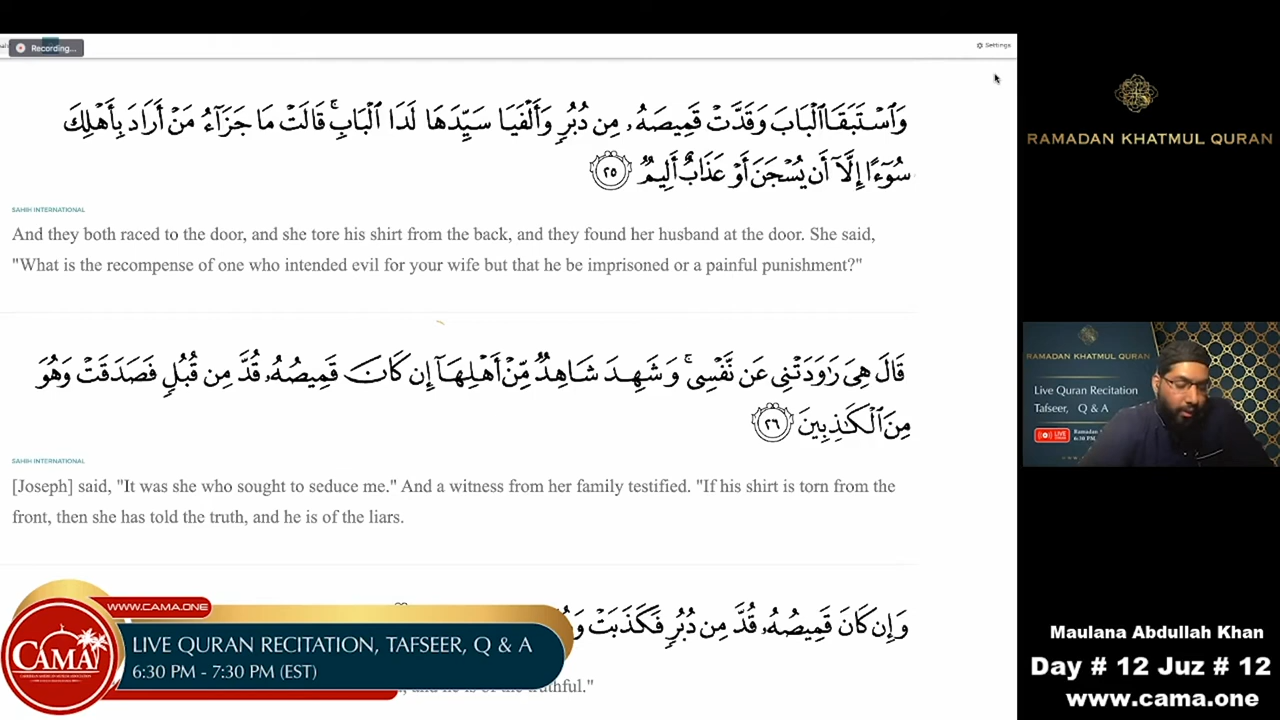 Recording...
Settings
وَٱسْتَبَقَا ٱلْبَابَ وَقَدَّتْ قَمِيصَهُۥ مِن دُبُرٍ وَأَلْفَيَا سَيِّدَهَا لَدَا ٱلْبَابِ ۚ قَالَتْ مَا جَزَآءُ مَنْ أَرَادَ بِأَهْلِكَ
سُوٓءًا إِلَّآ أَن يُسْجَنَ أَوْ عَذَابٌ أَلِيمٌ ٢٥
SAHIH INTERNATIONAL
And they both raced to the door, and she tore his shirt from the back, and they found her husband at the door. She said,
"What is the recompense of one who intended evil for your wife but that he be imprisoned or a painful punishment?"
قَالَ هِىَ رَٰوَدَتْنِى عَن نَّفْسِى ۚ وَشَهِدَ شَاهِدٌ مِّنْ أَهْلِهَآ إِن كَانَ قَمِيصُهُۥ قُدَّ مِن قُبُلٍ فَصَدَقَتْ وَهُوَ
مِنَ ٱلْكَٰذِبِينَ ٢٦
SAHIH INTERNATIONAL
[Joseph] said, "It was she who sought to seduce me." And a witness from her family testified. "If his shirt is torn from the
front, then she has told the truth, and he is of the liars.
وَإِن كَانَ قَمِيصُهُۥ قُدَّ مِن دُبُرٍ فَكَذَبَتْ
and he is of the truthful."
WWW.CAMA.ONE
CAMA
LIVE QURAN RECITATION, TAFSEER, Q & A
6:30 PM - 7:30 PM (EST)
RAMADAN KHATMUL QURAN
RAMADAN KHATMUL QURAN
Live Quran Recitation
Tafseer, Q & A
LIVE
6:30 PM
Maulana Abdullah Khan
Day # 12 Juz # 12
www.cama.one